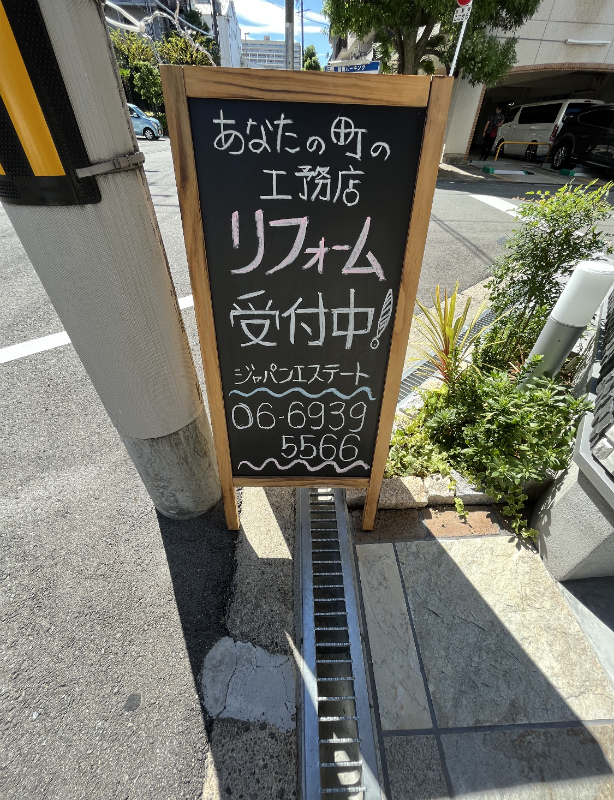 あなたの町の
工務店
リフォーム
受付中!
ジャパンエステート
06-6939
5566